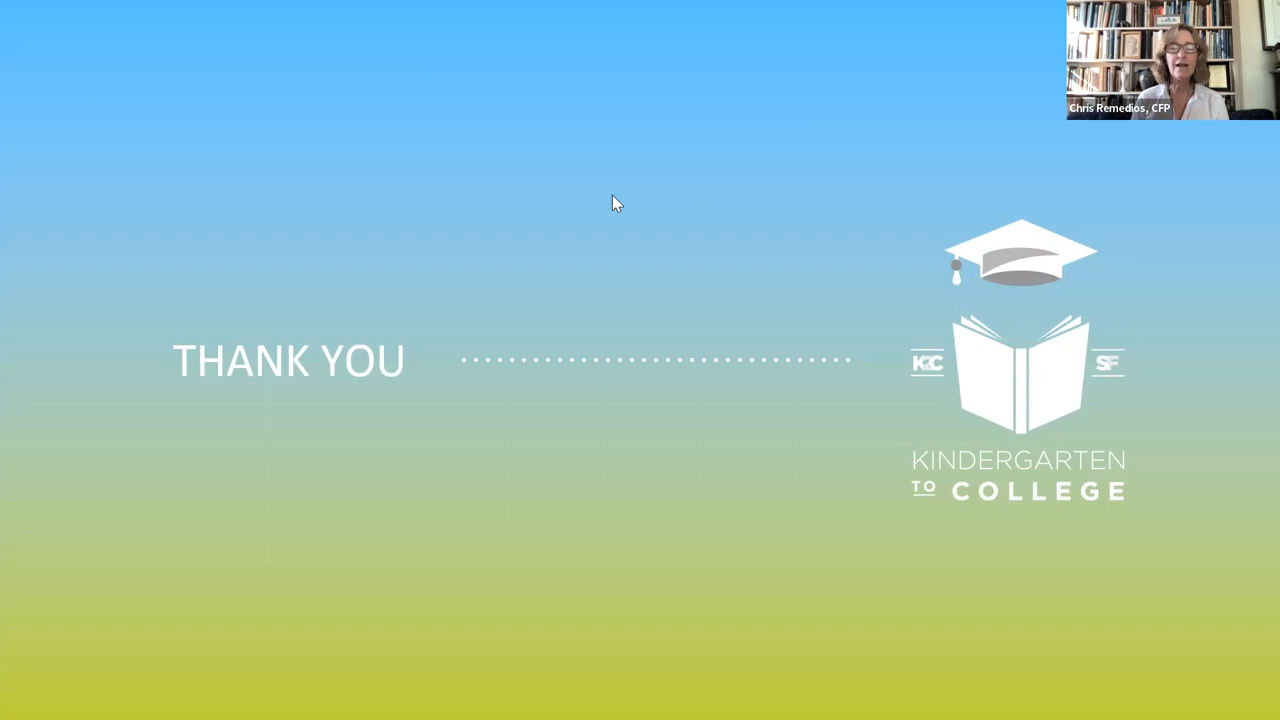 Chris Remedios, CFP
THANK YOU
K2C
SF
KINDERGARTEN
TO COLLEGE